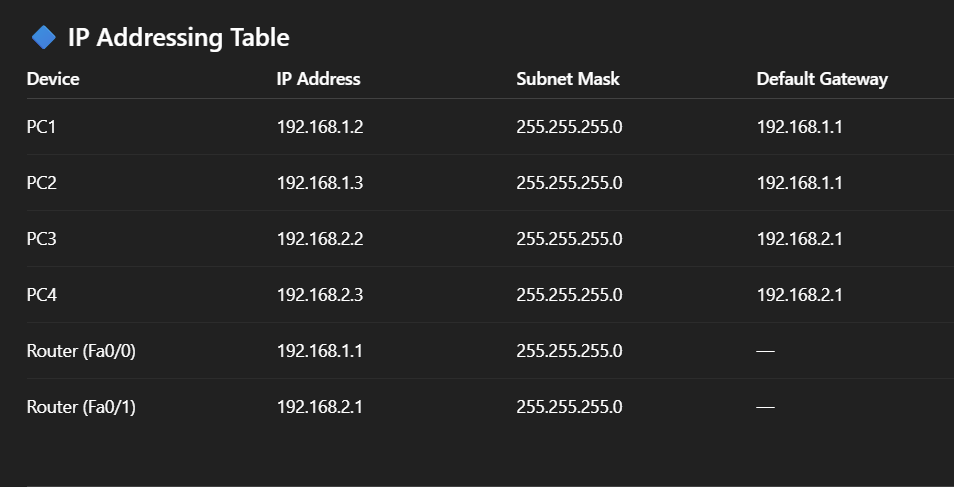 IP Addressing Table
Device IP Address Subnet Mask Default Gateway
PC1 192.168.1.2 255.255.255.0 192.168.1.1
PC2 192.168.1.3 255.255.255.0 192.168.1.1
PC3 192.168.2.2 255.255.255.0 192.168.2.1
PC4 192.168.2.3 255.255.255.0 192.168.2.1
Router (Fa0/0) 192.168.1.1 255.255.255.0 —
Router (Fa0/1) 192.168.2.1 255.255.255.0 —